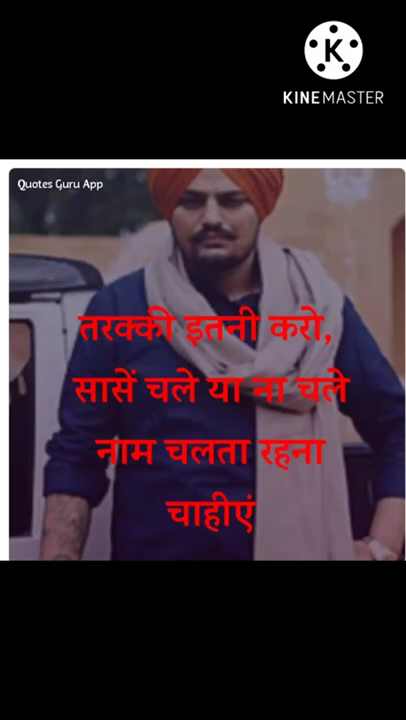 KINEMASTER
Quotes Guru App
तरक्की इतनी करो,
सासें चले या ना चले
नाम चलता रहना
चाहीएं